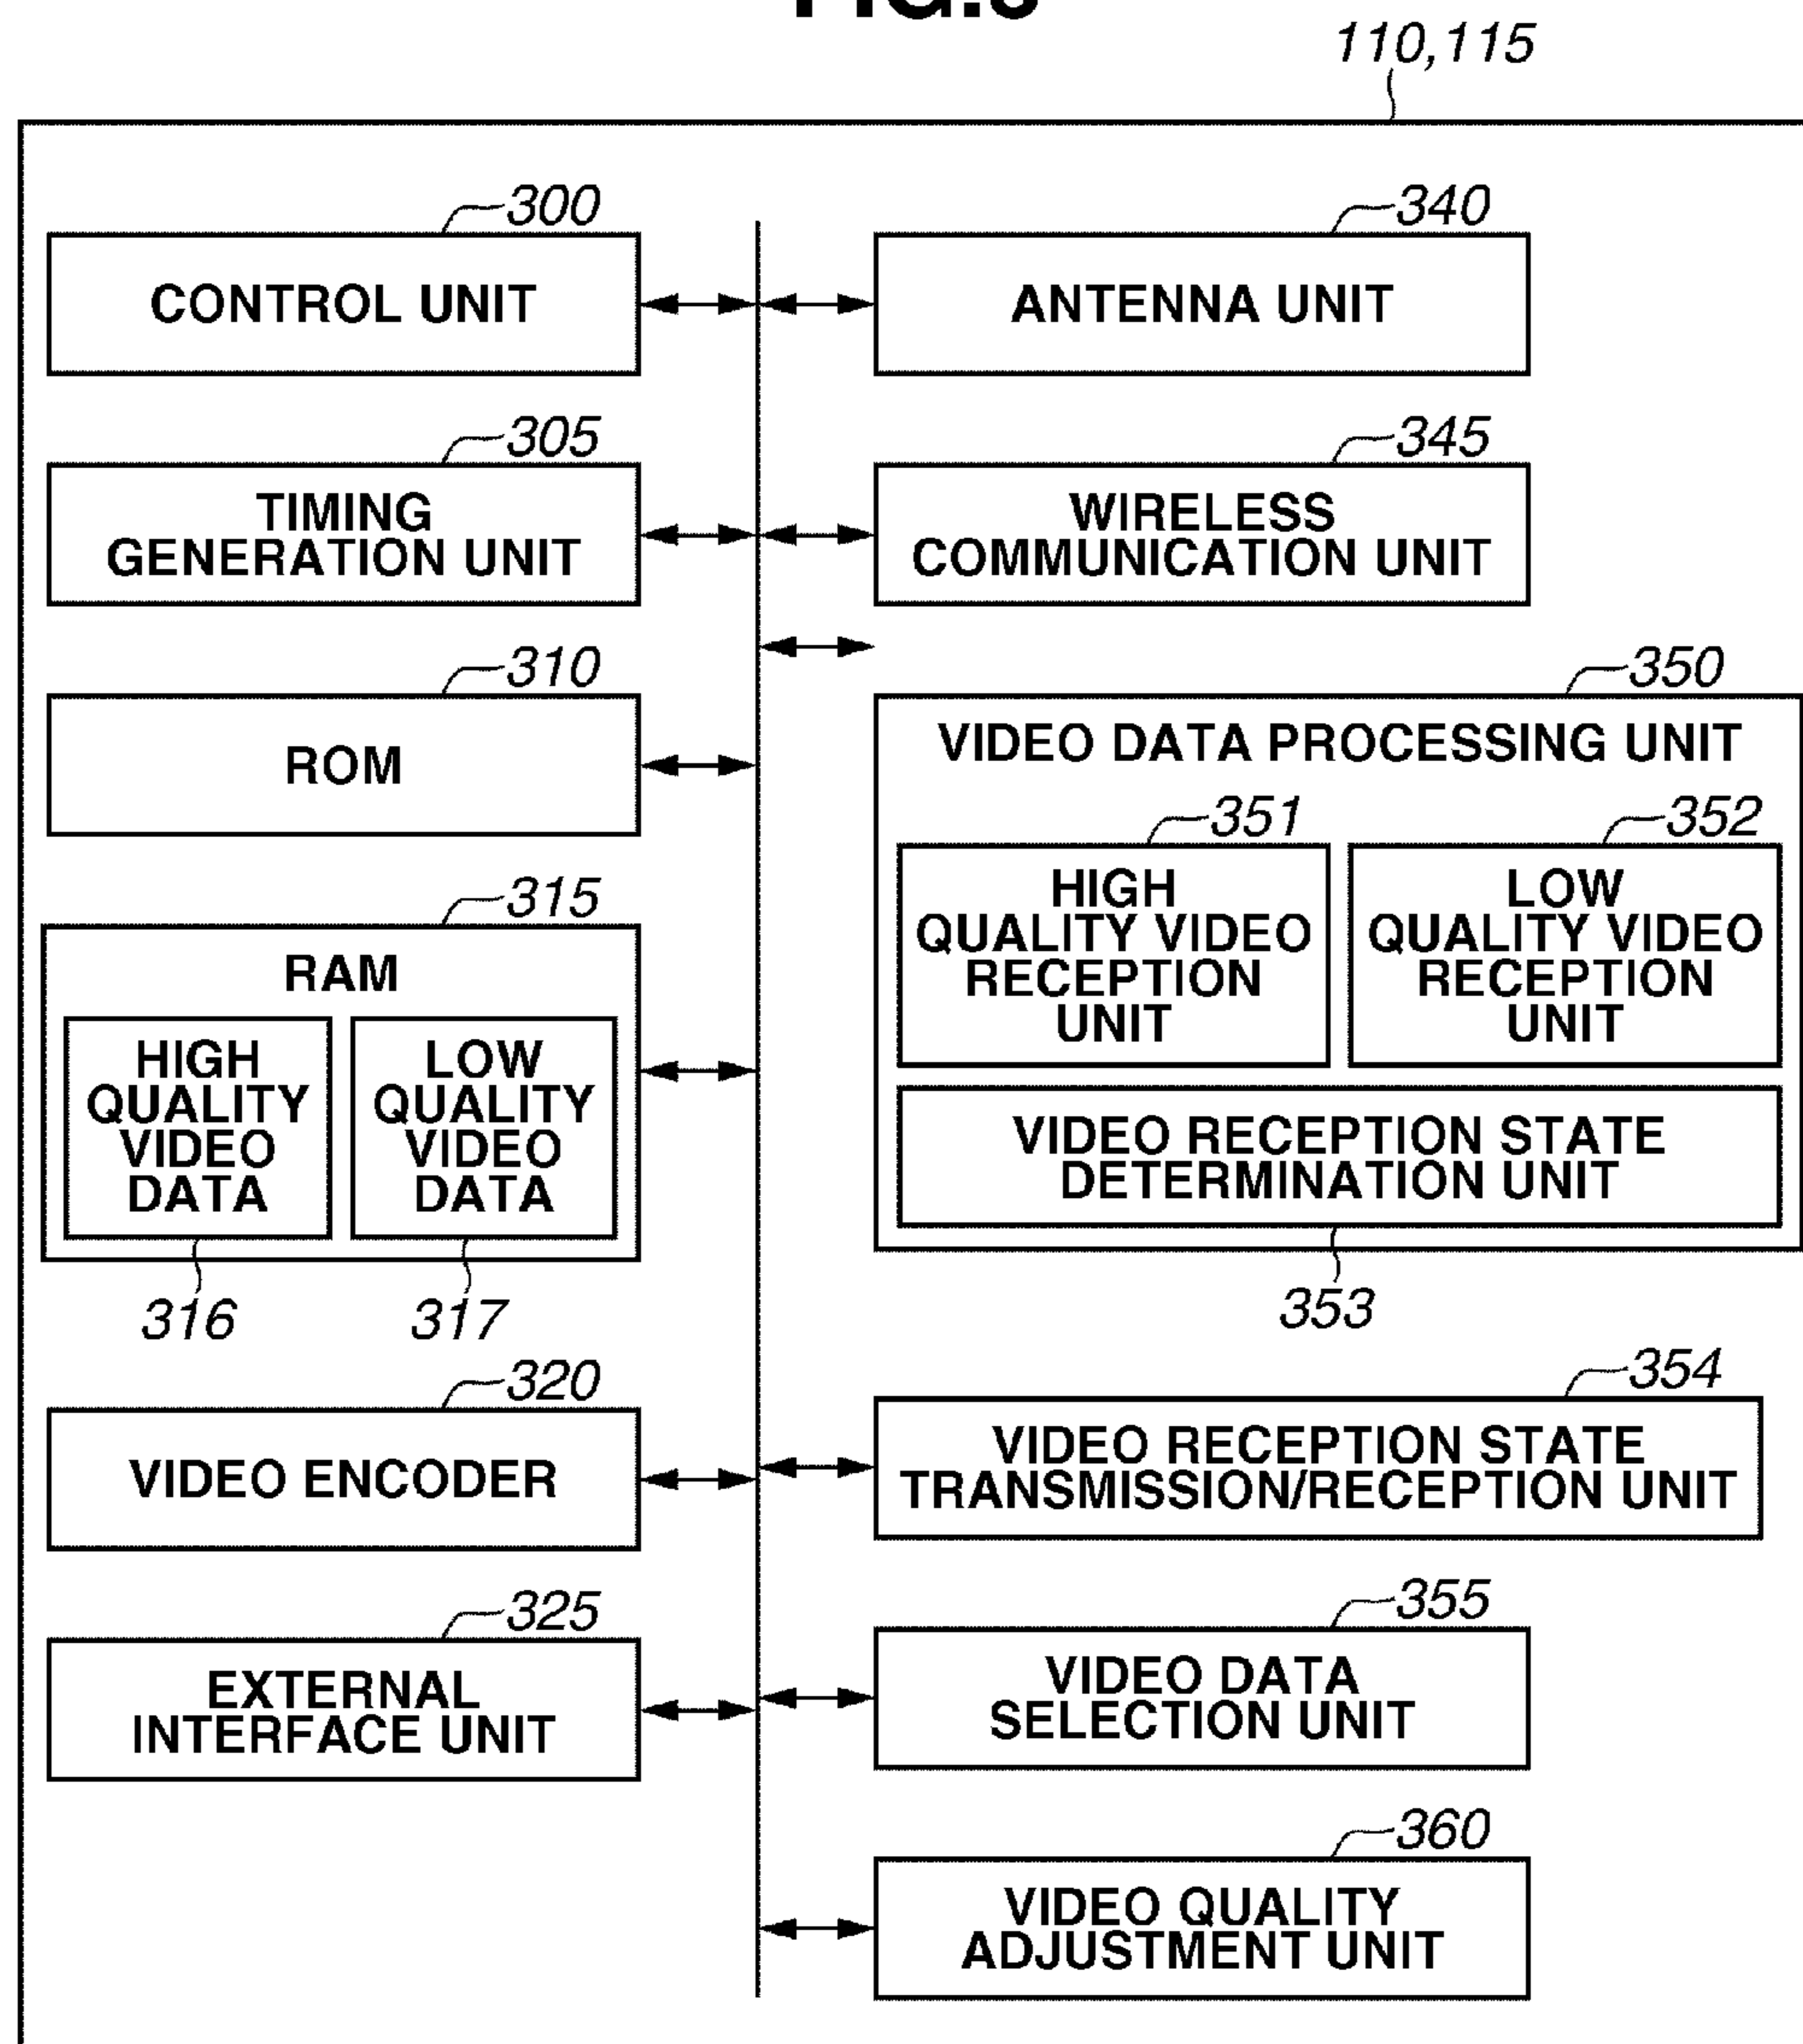 FIG.3
110,115
300
CONTROL UNIT
340
ANTENNA UNIT
305
TIMING
GENERATION UNIT
345
WIRELESS
COMMUNICATION UNIT
310
ROM
350
VIDEO DATA PROCESSING UNIT
351
HIGH
QUALITY VIDEO
RECEPTION
UNIT
352
LOW
QUALITY VIDEO
RECEPTION
UNIT
315
RAM
HIGH
QUALITY
VIDEO
DATA
LOW
QUALITY
VIDEO
DATA
316
317
VIDEO RECEPTION STATE
DETERMINATION UNIT
353
320
VIDEO ENCODER
354
VIDEO RECEPTION STATE
TRANSMISSION/RECEPTION UNIT
325
EXTERNAL
INTERFACE UNIT
355
VIDEO DATA
SELECTION UNIT
360
VIDEO QUALITY
ADJUSTMENT UNIT